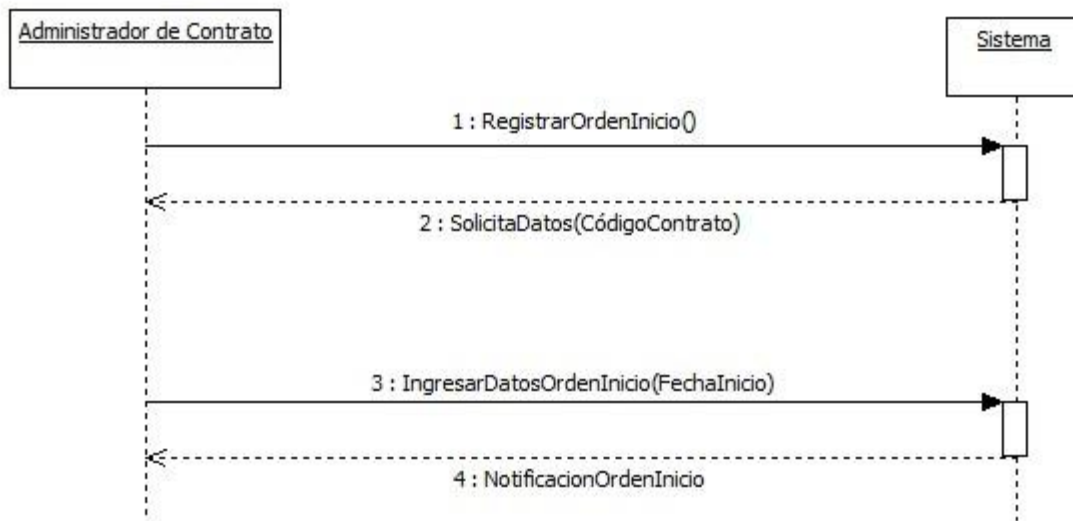 Administrador de Contrato
Sistema
1 : RegistrarOrdenInicio()
2 : SolicitaDatos(CódigoContrato)
3 : IngresarDatosOrdenInicio(FechaInicio)
4 : NotificacionOrdenInicio